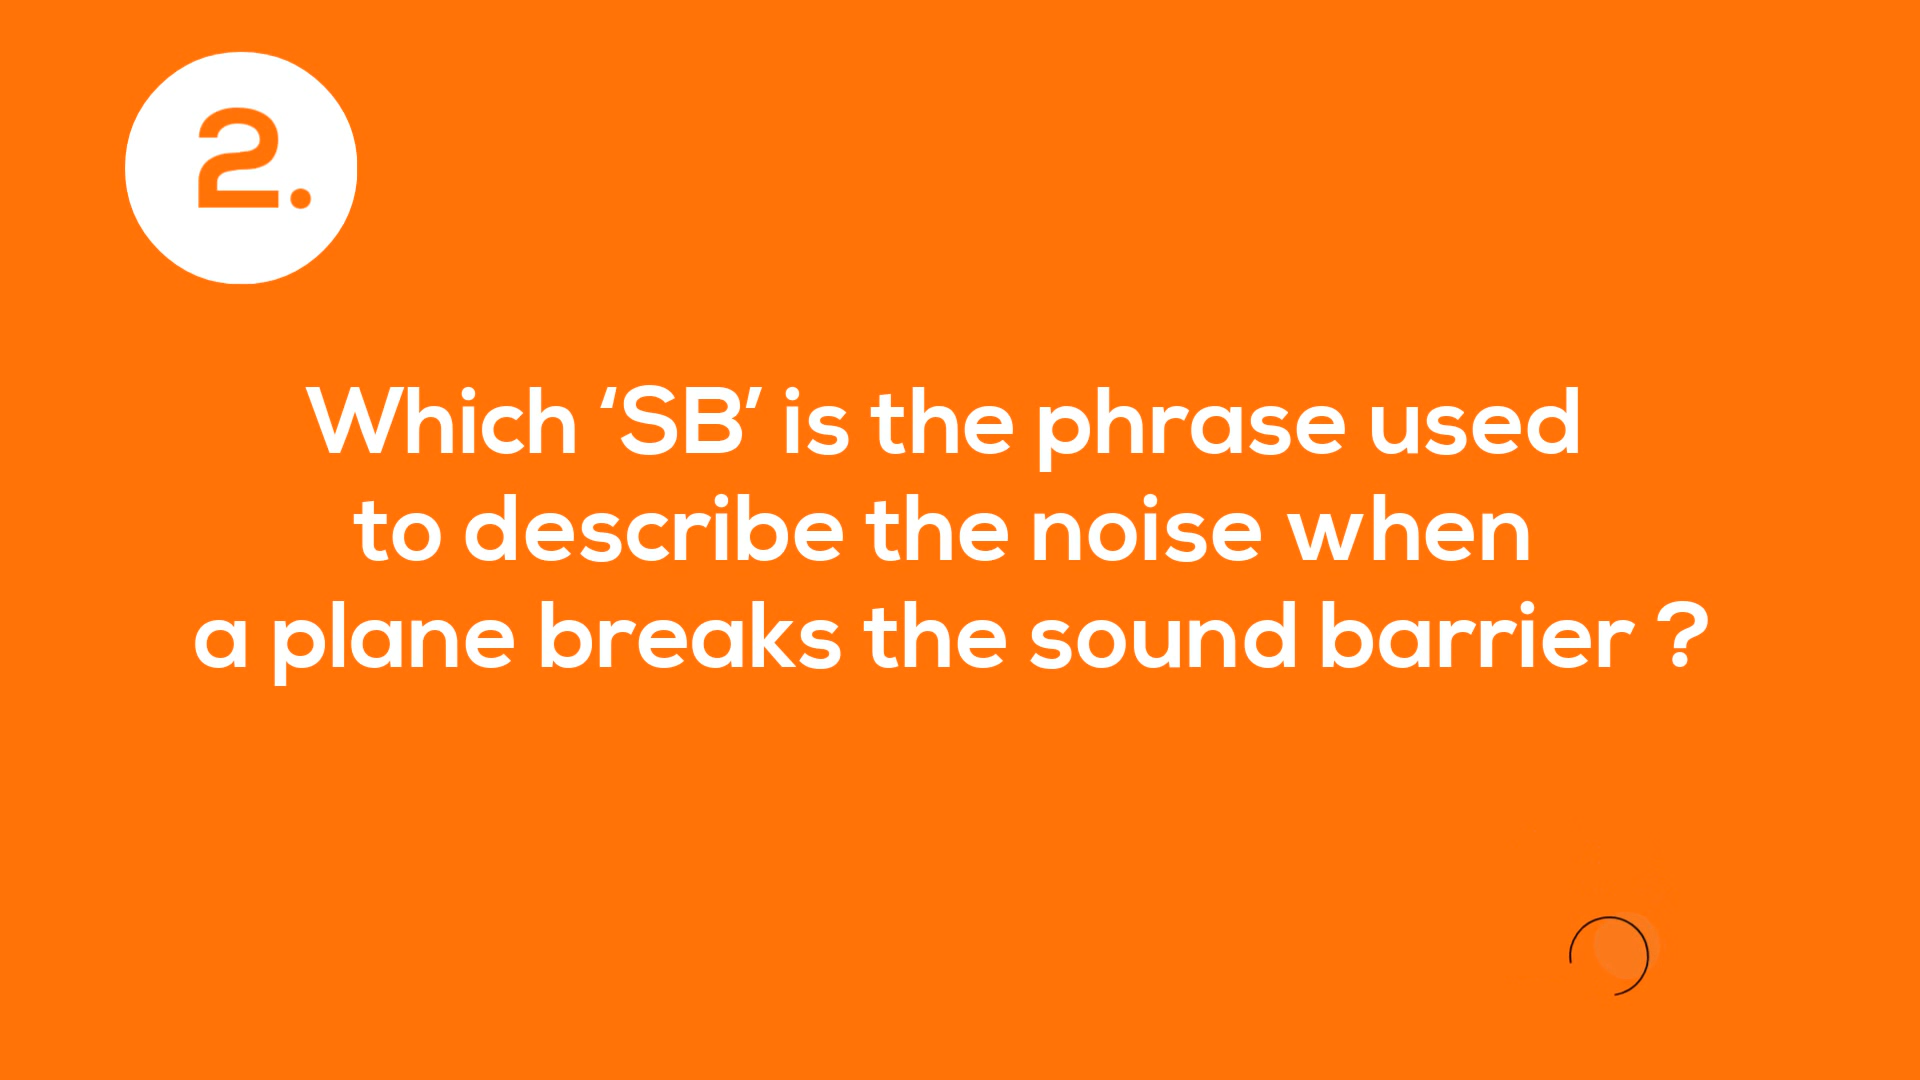 2.
Which ‘SB’ is the phrase used
to describe the noise when
a plane breaks the sound barrier ?